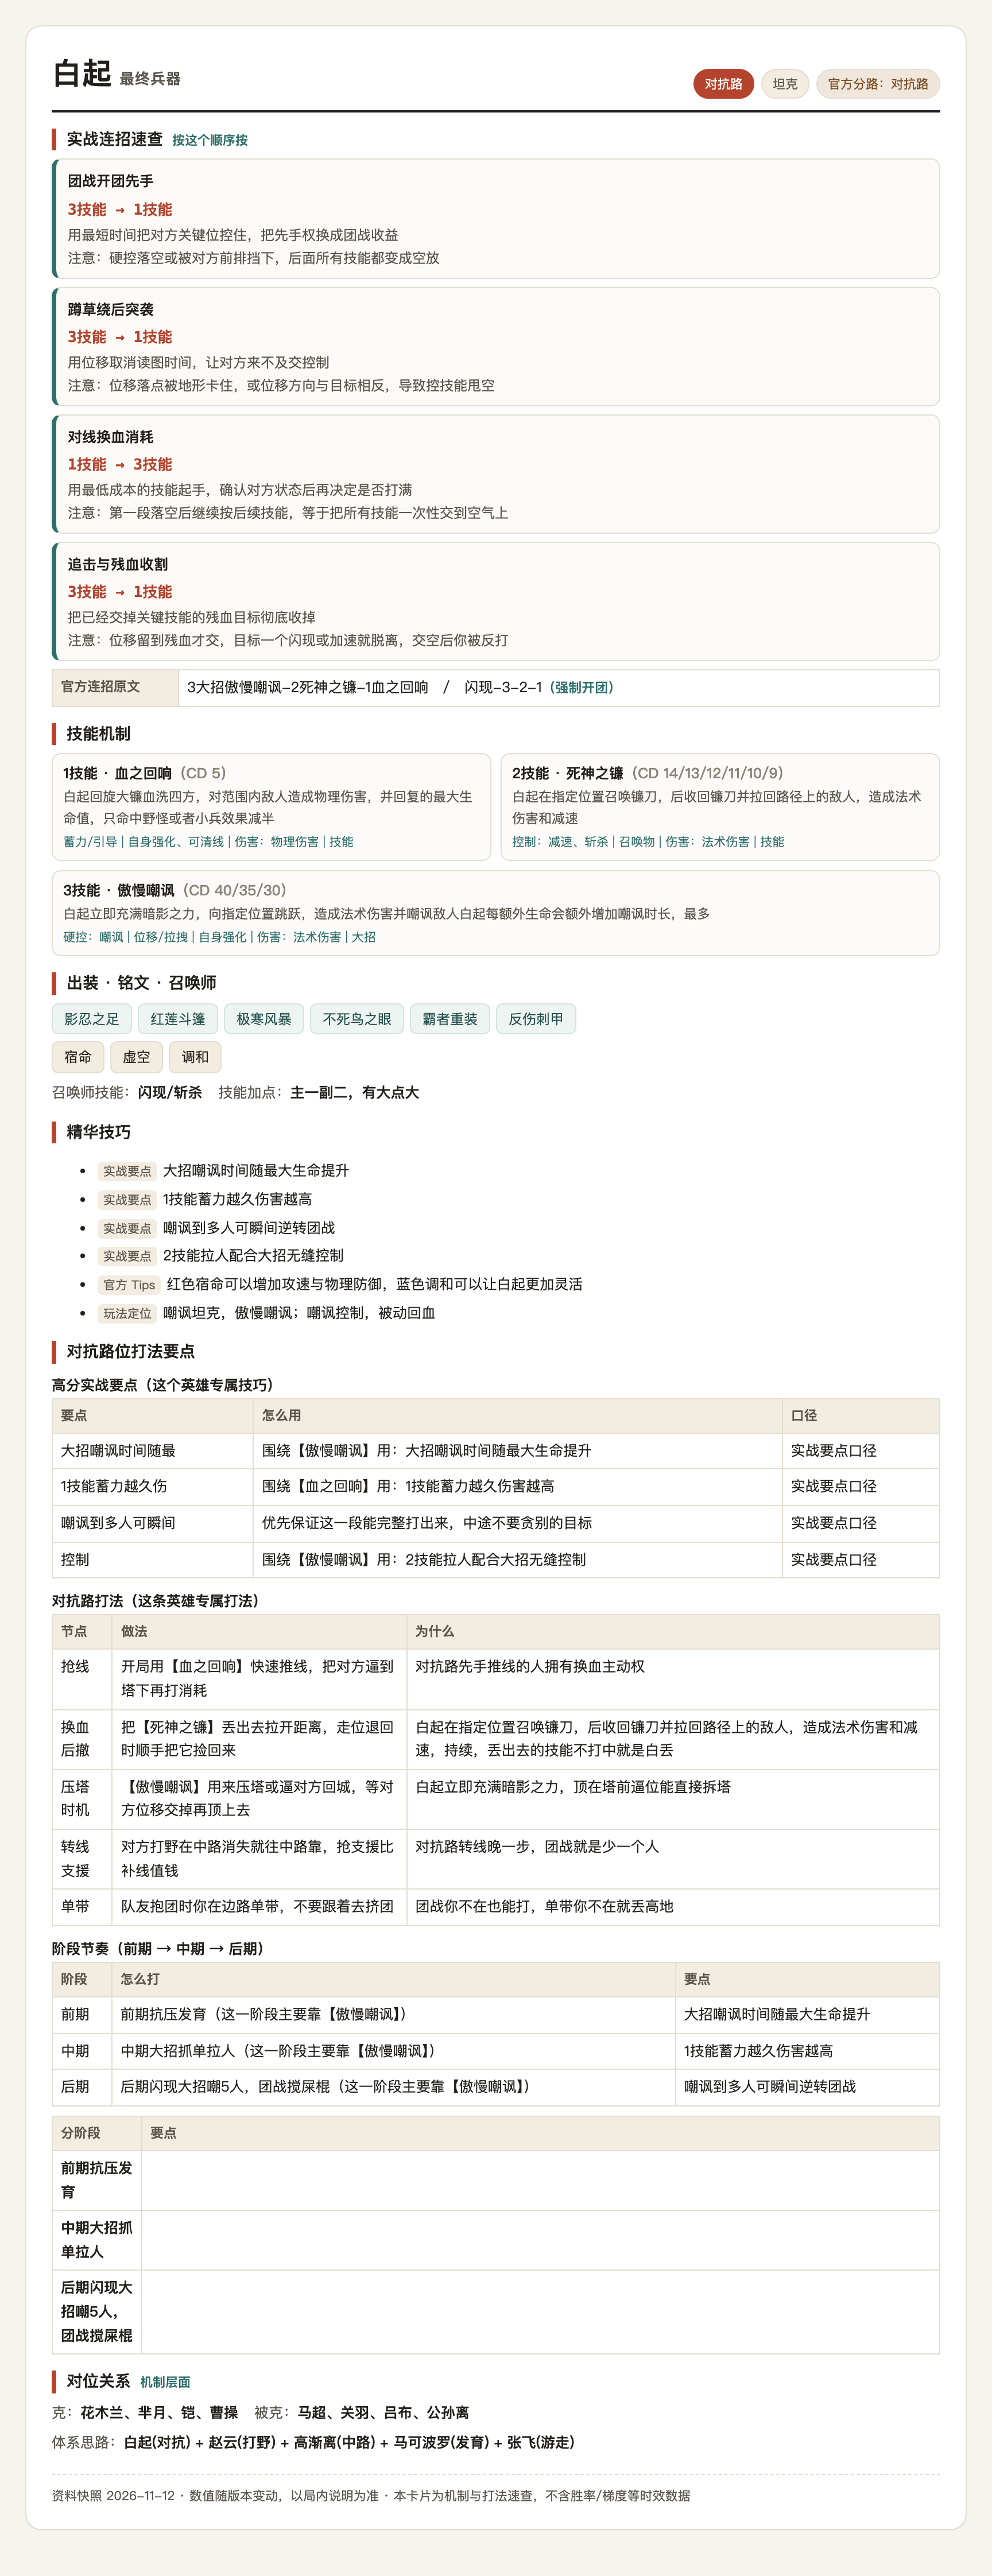 白起 最终兵器
对抗路 坦克 官方分路：对抗路
实战连招速查 按这个顺序按
团战开团先手
3技能 → 1技能
用最短时间把对方关键位控住，把先手权换成团战收益
注意：硬控落空或被对方前排挡下，后面所有技能都变成空放
蹲草绕后突袭
3技能 → 1技能
用位移取消读图时间，让对方来不及交控制
注意：位移落点被地形卡住，或位移方向与目标相反，导致控技能甩空
对线换血消耗
1技能 → 3技能
用最低成本的技能起手，确认对方状态后再决定是否打满
注意：第一段落空后继续按后续技能，等于把所有技能一次性交到空气上
追击与残血收割
3技能 → 1技能
把已经交掉关键技能的残血目标彻底收掉
注意：位移留到残血才交，目标一个闪现或加速就脱离，交空后你被反打
官方连招原文 3大招傲慢嘲讽-2死神之镰-1血之回响 / 闪现-3-2-1（强制开团）
技能机制
1技能 · 血之回响（CD 5）
白起回旋大镰血洗四方，对范围内敌人造成物理伤害，并回复的最大生
命值，只命中野怪或者小兵效果减半
蓄力/引导 | 自身强化、可清线 | 伤害：物理伤害 | 技能
2技能 · 死神之镰（CD 14/13/12/11/10/9）
白起在指定位置召唤镰刀，后收回镰刀并拉回路径上的敌人，造成法术
伤害和减速
控制：减速、斩杀 | 召唤物 | 伤害：法术伤害 | 技能
3技能 · 傲慢嘲讽（CD 40/35/30）
白起立即充满暗影之力，向指定位置跳跃，造成法术伤害并嘲讽敌人白起每额外生命会额外增加嘲讽时长，最多
硬控：嘲讽 | 位移/拉拽 | 自身强化 | 伤害：法术伤害 | 大招
出装 · 铭文 · 召唤师
影忍之足 红莲斗篷 极寒风暴 不死鸟之眼 霸者重装 反伤刺甲
宿命 虚空 调和
召唤师技能：闪现/斩杀 技能加点：主一副二，有大点大
精华技巧
• 实战要点 大招嘲讽时间随最大生命提升
• 实战要点 1技能蓄力越久伤害越高
• 实战要点 嘲讽到多人可瞬间逆转团战
• 实战要点 2技能拉人配合大招无缝控制
• 官方 Tips 红色宿命可以增加攻速与物理防御，蓝色调和可以让白起更加灵活
• 玩法定位 嘲讽坦克，傲慢嘲讽；嘲讽控制，被动回血
对抗路位打法要点
高分实战要点（这个英雄专属技巧）
要点 怎么用 口径
大招嘲讽时间随最 围绕【傲慢嘲讽】用：大招嘲讽时间随最大生命提升 实战要点口径
1技能蓄力越久伤 围绕【血之回响】用：1技能蓄力越久伤害越高 实战要点口径
嘲讽到多人可瞬间 优先保证这一段能完整打出来，中途不要贪别的目标 实战要点口径
控制 围绕【傲慢嘲讽】用：2技能拉人配合大招无缝控制 实战要点口径
对抗路打法（这条英雄专属打法）
节点 做法 为什么
抢线 开局用【血之回响】快速推线，把对方逼到
塔下再打消耗 对抗路先手推线的人拥有换血主动权
换血
后撤 把【死神之镰】丢出去拉开距离，走位退回
时顺手把它捡回来 白起在指定位置召唤镰刀，后收回镰刀并拉回路径上的敌人，造成法术伤害和减
速，持续，丢出去的技能不打中就是白丢
压塔
时机 【傲慢嘲讽】用来压塔或逼对方回城，等对
方位移交掉再顶上去 白起立即充满暗影之力，顶在塔前逼位能直接拆塔
转线
支援 对方打野在中路消失就往中路靠，抢支援比
补线值钱 对抗路转线晚一步，团战就是少一个人
单带 队友抱团时你在边路单带，不要跟着去挤团 团战你不在也能打，单带你不在就丢高地
阶段节奏（前期 → 中期 → 后期）
阶段 怎么打 要点
前期 前期抗压发育（这一阶段主要靠【傲慢嘲讽】） 大招嘲讽时间随最大生命提升
中期 中期大招抓单拉人（这一阶段主要靠【傲慢嘲讽】） 1技能蓄力越久伤害越高
后期 后期闪现大招嘲5人，团战搅屎棍（这一阶段主要靠【傲慢嘲讽】） 嘲讽到多人可瞬间逆转团战
分阶段 要点
前期抗压发
育
中期大招抓
单拉人
后期闪现大
招嘲5人，
团战搅屎棍
对位关系 机制层面
克：花木兰、芈月、铠、曹操 被克：马超、关羽、吕布、公孙离
体系思路：白起(对抗) + 赵云(打野) + 高渐离(中路) + 马可波罗(发育) + 张飞(游走)
资料快照 2026-11-12 · 数值随版本变动，以局内说明为准 · 本卡片为机制与打法速查，不含胜率/梯度等时效数据